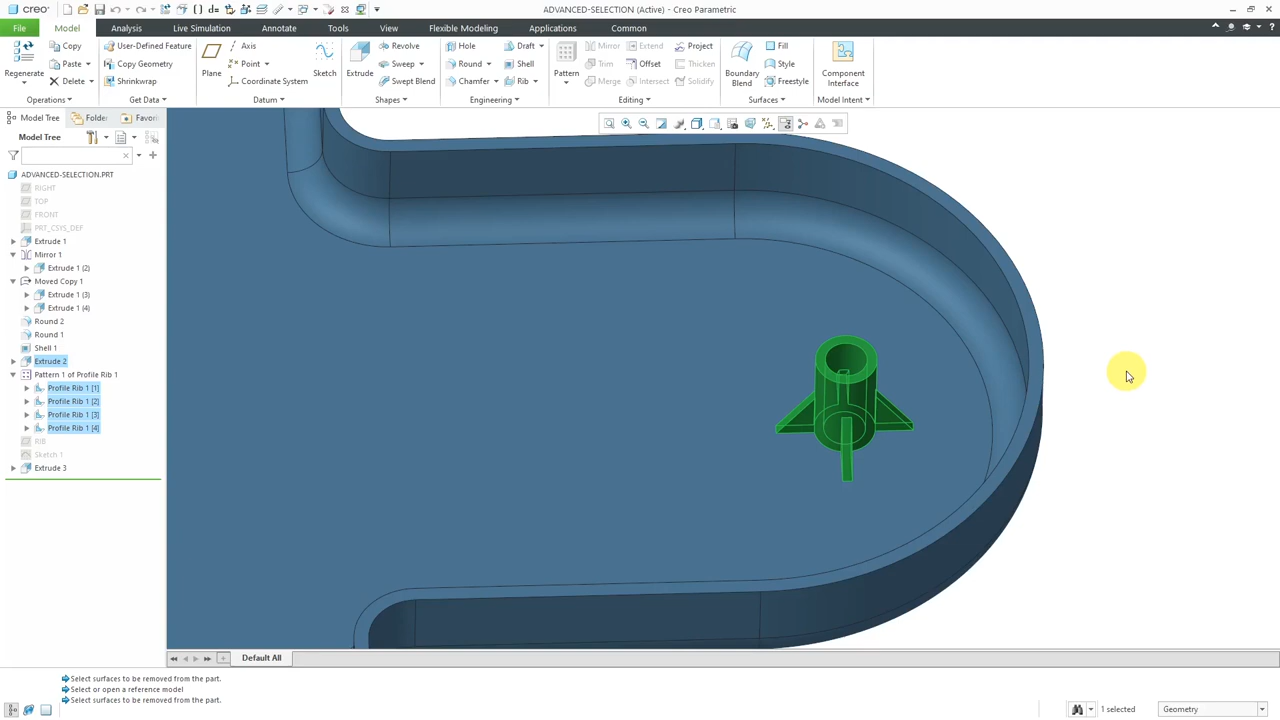 creo
ADVANCED-SELECTION (Active) - Creo Parametric
File
Model
Analysis
Live Simulation
Annotate
Tools
View
Flexible Modeling
Applications
Common
Regenerate
Copy
Paste
Delete
Operations
User-Defined Feature
Copy Geometry
Shrinkwrap
Get Data
Plane
Axis
Point
Coordinate System
Sketch
Datum
Extrude
Revolve
Sweep
Swept Blend
Shapes
Hole
Round
Chamfer
Draft
Shell
Rib
Engineering
Pattern
Mirror
Trim
Merge
Extend
Offset
Intersect
Project
Thicken
Solidify
Editing
Boundary Blend
Fill
Style
Freestyle
Surfaces
Component Interface
Model Intent
Model Tree
Folder
Favori
Model Tree
ADVANCED-SELECTION.PRT
RIGHT
TOP
FRONT
PRT_CSYS_DEF
Extrude 1
Mirror 1
Extrude 1 (2)
Moved Copy 1
Extrude 1 (3)
Extrude 1 (4)
Round 2
Round 1
Shell 1
Extrude 2
Pattern 1 of Profile Rib 1
Profile Rib 1 [1]
Profile Rib 1 [2]
Profile Rib 1 [3]
Profile Rib 1 [4]
RIB
Sketch 1
Extrude 3
Default All
Select surfaces to be removed from the part.
Select or open a reference model
Select surfaces to be removed from the part.
1 selected
Geometry